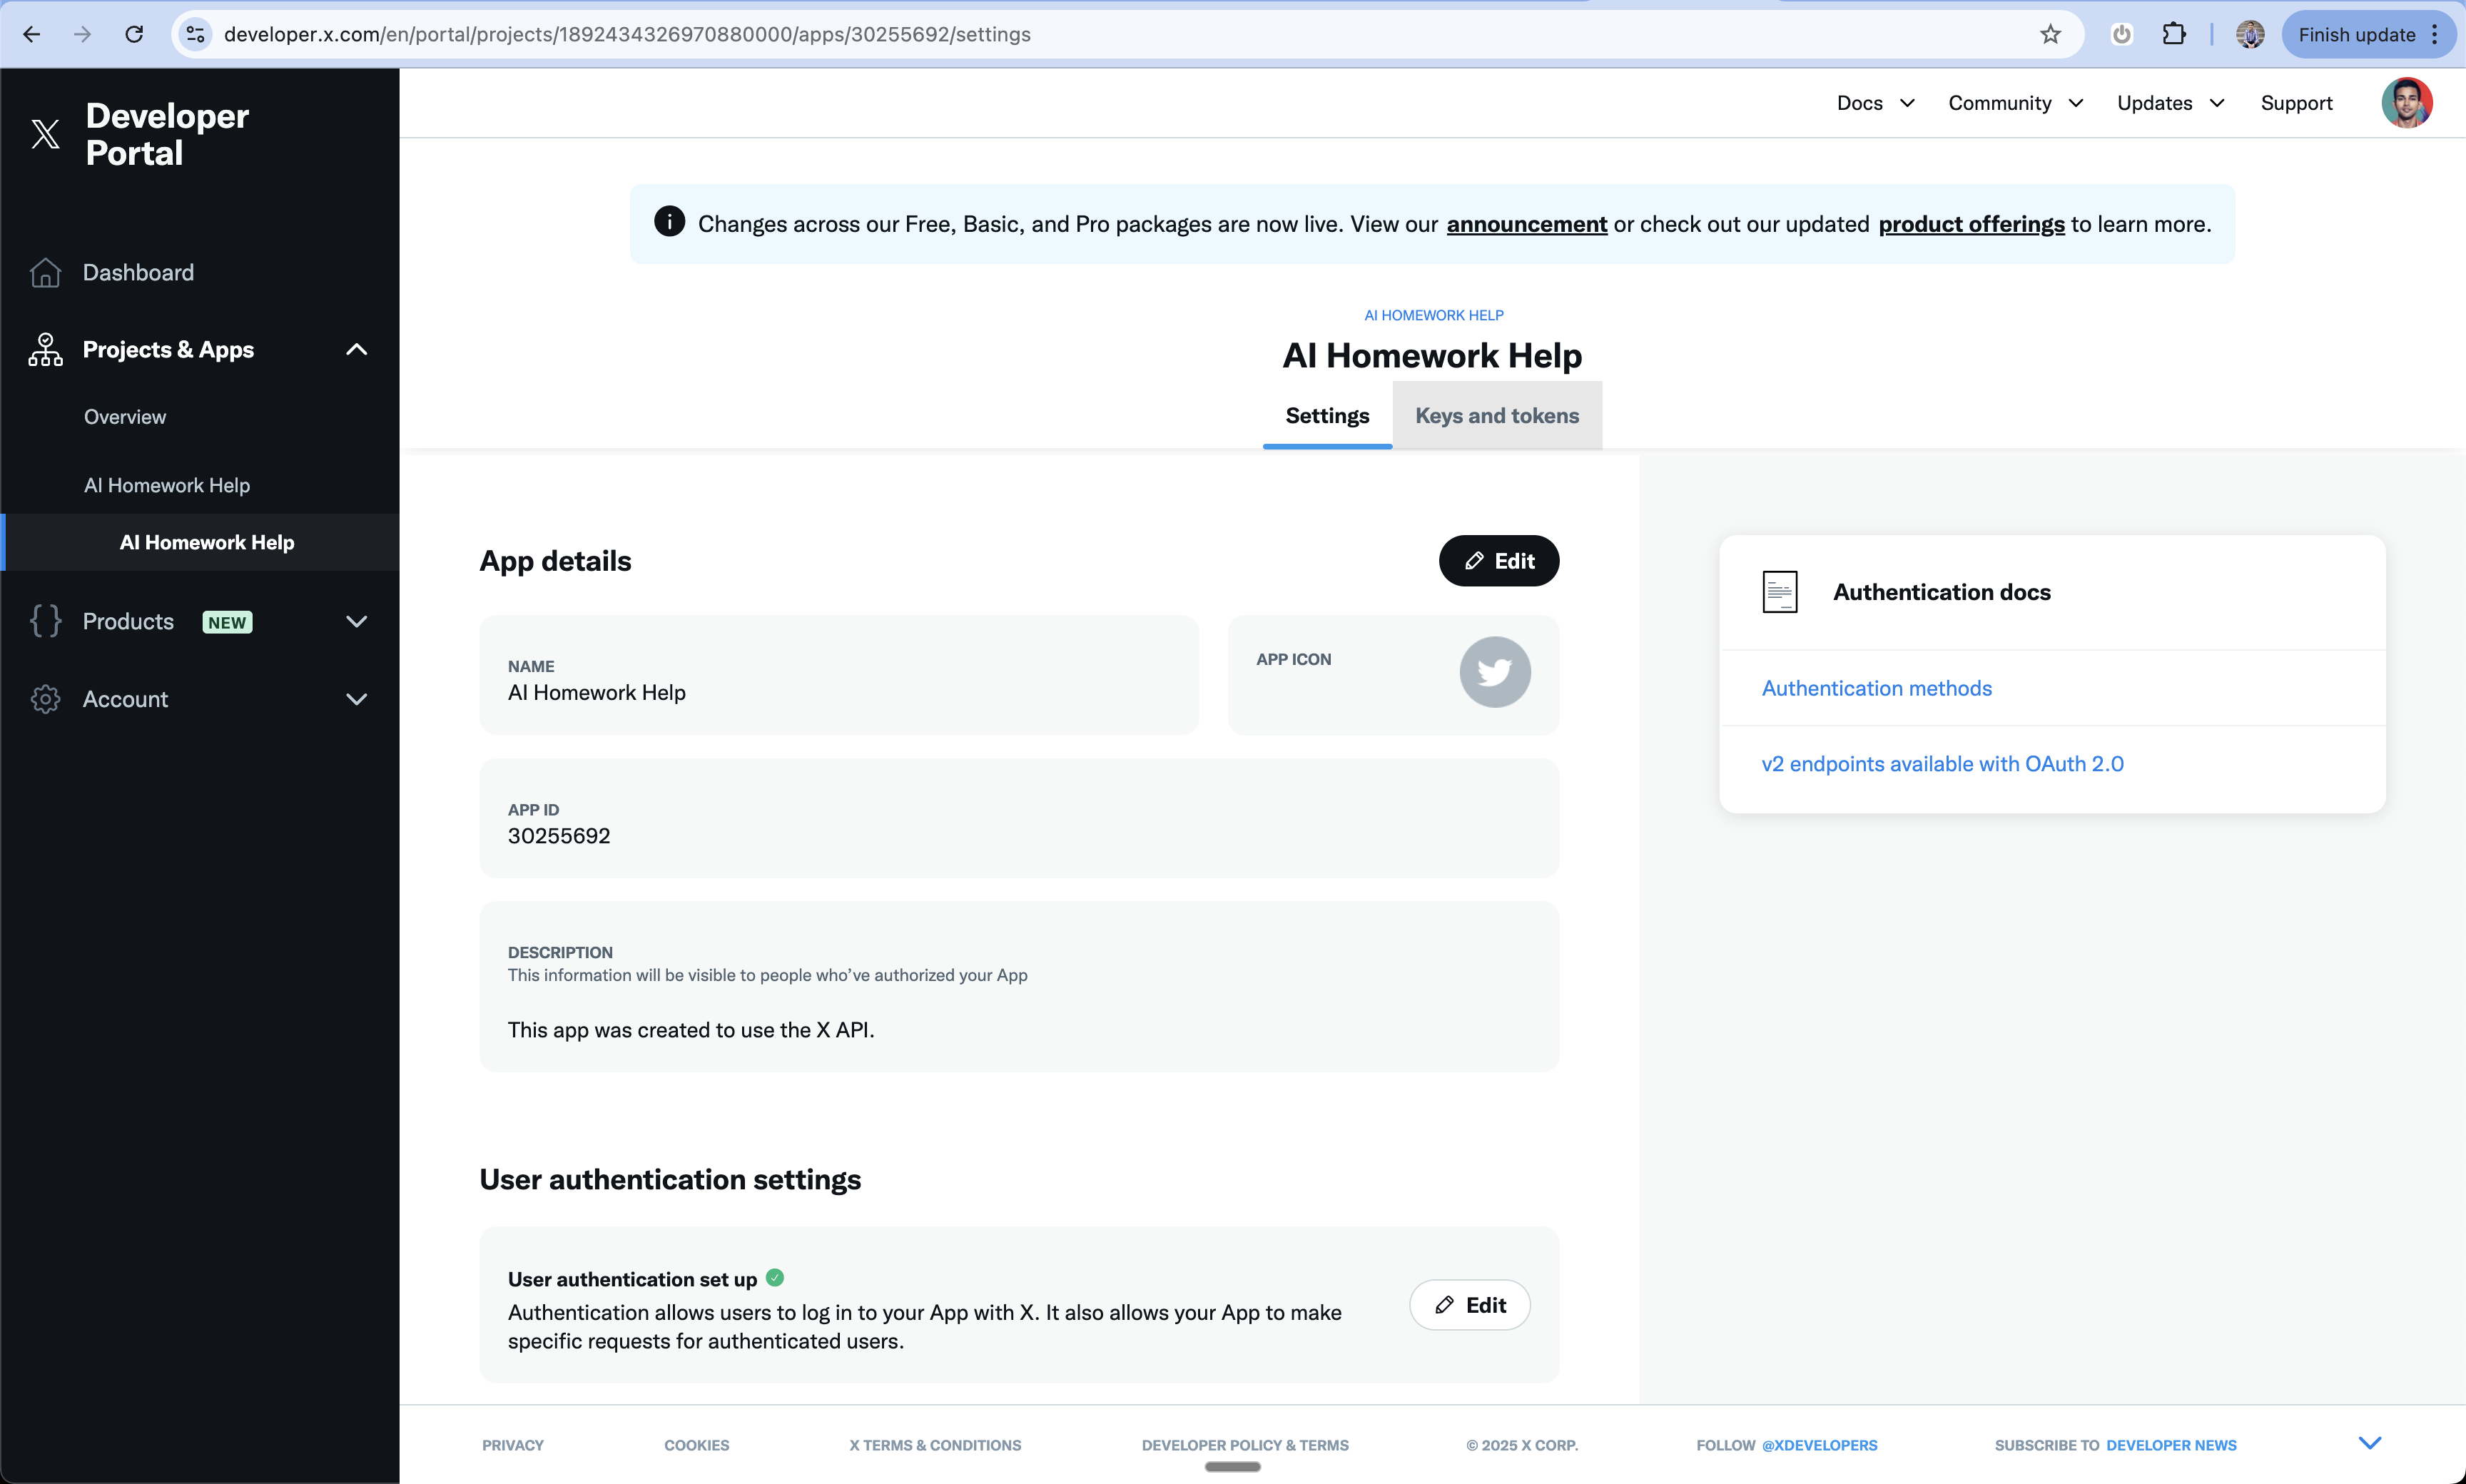 developer.x.com/en/portal/projects/1892434326970880000/apps/30255692/settings
Finish update
Developer
Portal
Dashboard
Projects & Apps
Overview
AI Homework Help
AI Homework Help
Products NEW
Account
Docs
Community
Updates
Support
Changes across our Free, Basic, and Pro packages are now live. View our announcement or check out our updated product offerings to learn more.
AI HOMEWORK HELP
AI Homework Help
Settings
Keys and tokens
App details
Edit
NAME
AI Homework Help
APP ICON
APP ID
30255692
DESCRIPTION
This information will be visible to people who've authorized your App
This app was created to use the X API.
User authentication settings
User authentication set up
Authentication allows users to log in to your App with X. It also allows your App to make
specific requests for authenticated users.
Edit
Authentication docs
Authentication methods
v2 endpoints available with OAuth 2.0
PRIVACY
COOKIES
X TERMS & CONDITIONS
DEVELOPER POLICY & TERMS
© 2025 X CORP.
FOLLOW @XDEVELOPERS
SUBSCRIBE TO DEVELOPER NEWS